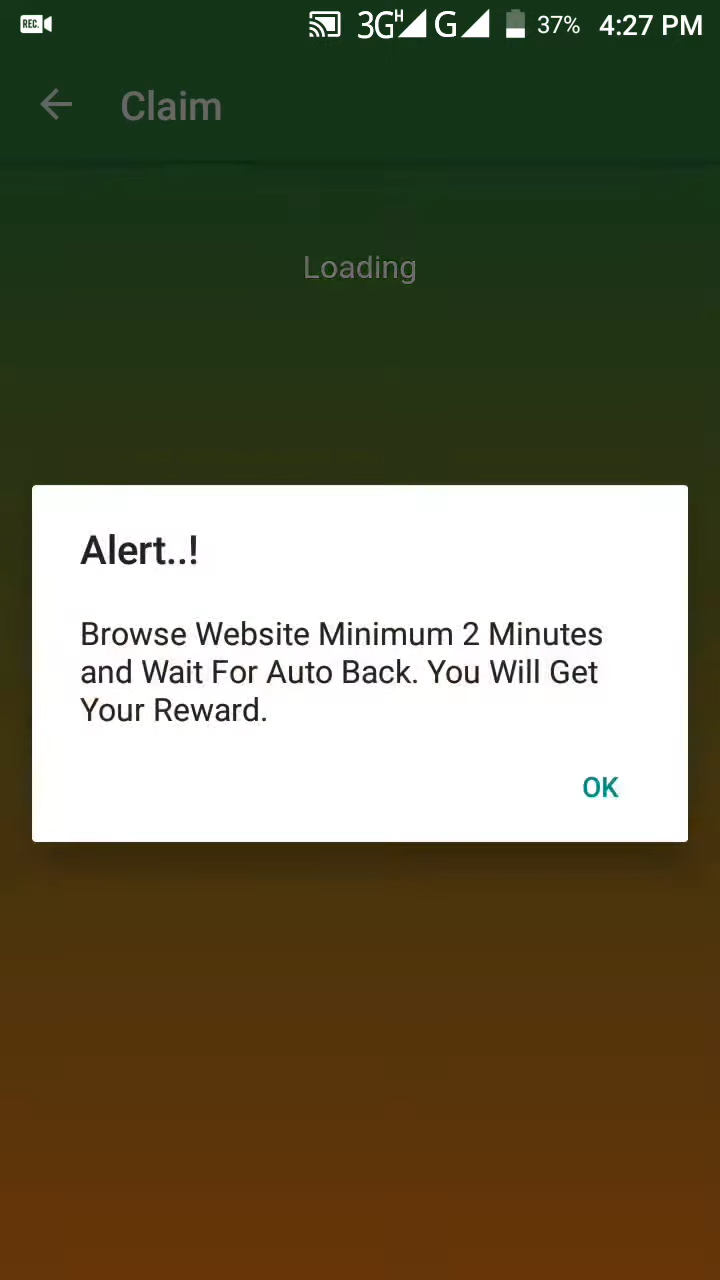 REC.
3G H G 37% 4:27 PM
Claim
Loading
Alert..!
Browse Website Minimum 2 Minutes
and Wait For Auto Back. You Will Get
Your Reward.
OK